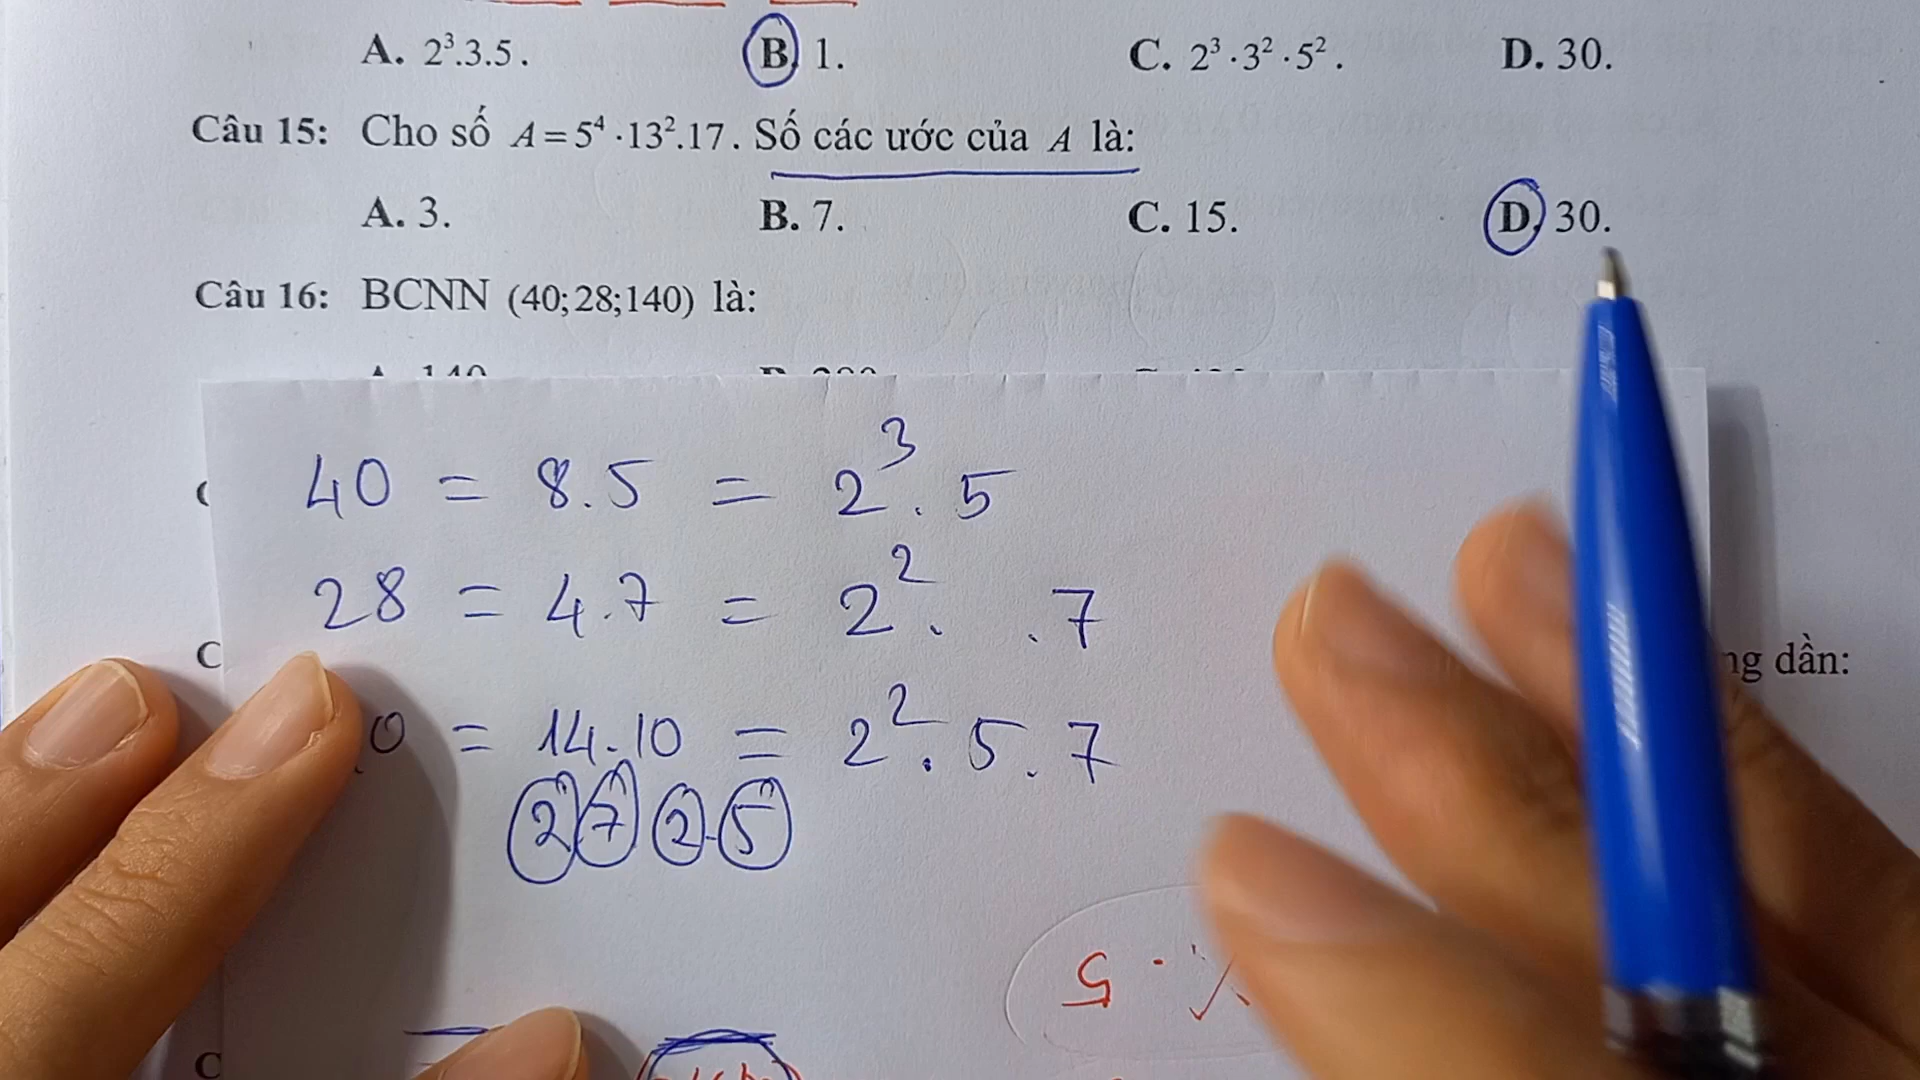 A. 2³.3.5. B. 1. C. 2³·3²·5². D. 30.
Câu 15: Cho số A=5⁴·13².17. Số các ước của A là:
A. 3. B. 7. C. 15. D. 30.
Câu 16: BCNN (40;28;140) là:
40 = 8.5 = 2³.5
28 = 4.7 = 2². .7
ng dần:
0 = 14.10 = 2².5.7
2 7 2.5